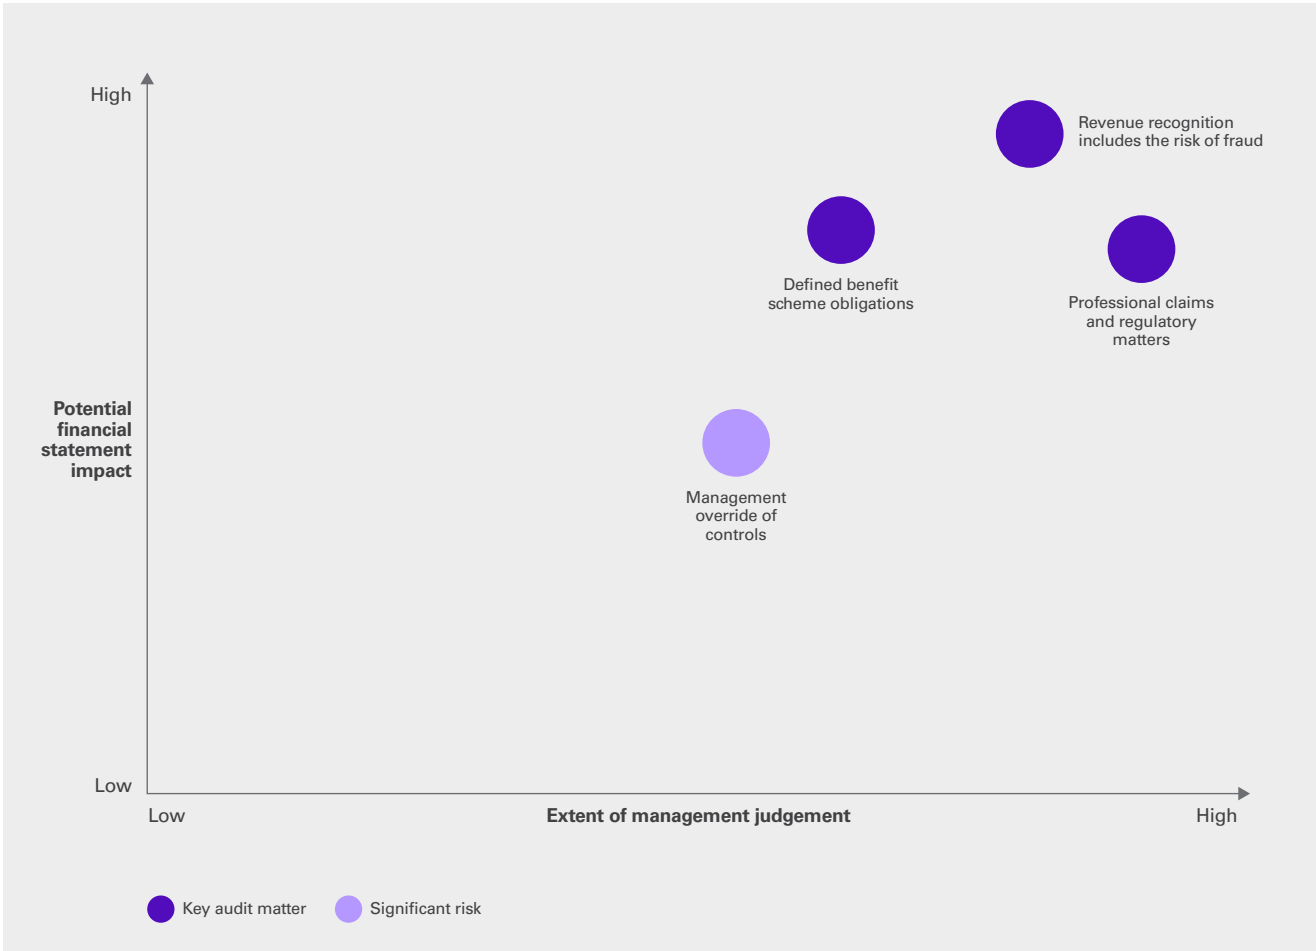 High
Revenue recognition
includes the risk of fraud
Defined benefit
scheme obligations
Professional claims
and regulatory
matters
Potential
financial
statement
impact
Management
override of
controls
Low
Low
Extent of management judgement
High
Key audit matter
Significant risk